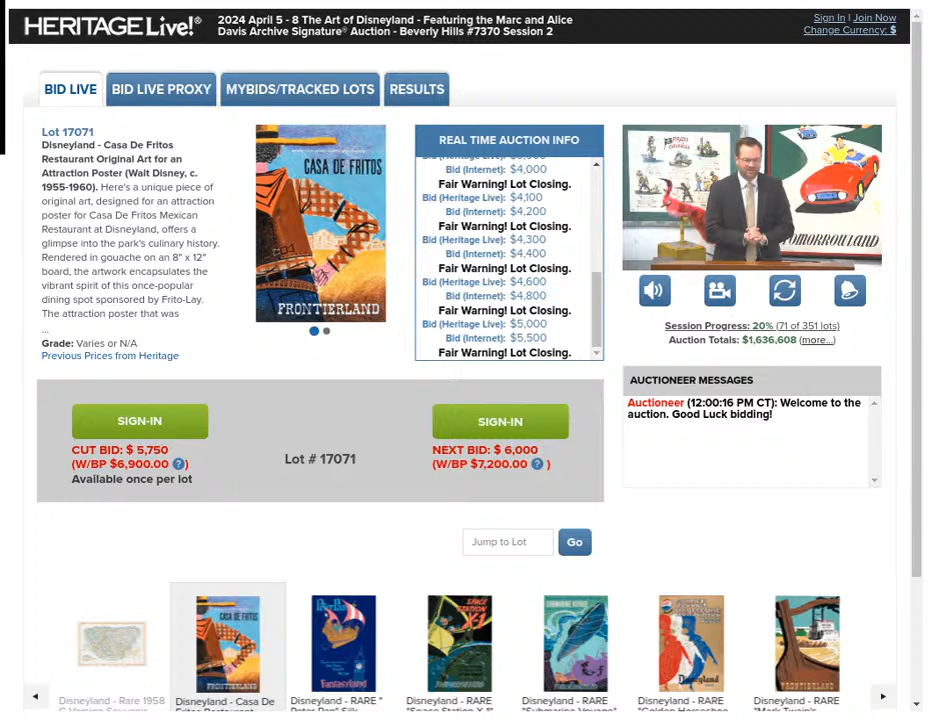 HERITAGE Live!®
2024 April 5 - 8 The Art of Disneyland - Featuring the Marc and Alice
Davis Archive Signature® Auction - Beverly Hills #7370 Session 2
Sign In | Join Now
Change Currency: $
BID LIVE
BID LIVE PROXY
MYBIDS/TRACKED LOTS
RESULTS
Lot 17071
Disneyland - Casa De Fritos
Restaurant Original Art for an
Attraction Poster (Walt Disney, c.
1955-1960). Here's a unique piece of
original art, designed for an attraction
poster for Casa De Fritos Mexican
Restaurant at Disneyland, offers a
glimpse into the park's culinary history.
Rendered in gouache on an 8" x 12"
board, the artwork encapsulates the
vibrant spirit of this once-popular
dining spot sponsored by Frito-Lay.
The attraction poster that was
...
Grade: Varies or N/A
Previous Prices from Heritage
CASA DE FRITOS
FRONTIERLAND
REAL TIME AUCTION INFO
Bid (Internet): $4,000
Fair Warning! Lot Closing.
Bid (Heritage Live): $4,100
Bid (Internet): $4,200
Fair Warning! Lot Closing.
Bid (Heritage Live): $4,300
Bid (Internet): $4,400
Fair Warning! Lot Closing.
Bid (Heritage Live): $4,600
Bid (Internet): $4,800
Fair Warning! Lot Closing.
Bid (Heritage Live): $5,000
Bid (Internet): $5,500
Fair Warning! Lot Closing.
TOMORROWLAND
Session Progress: 20% (71 of 351 lots)
Auction Totals: $1,636,608 (more...)
AUCTIONEER MESSAGES
Auctioneer (12:00:16 PM CT): Welcome to the
auction. Good Luck bidding!
SIGN-IN
CUT BID: $ 5,750
(W/BP $6,900.00 ? )
Available once per lot
Lot # 17071
SIGN-IN
NEXT BID: $ 6,000
(W/BP $7,200.00 ? )
Jump to Lot
Go
CASA DE FRITOS
FRONTIERLAND
Peter Pan
Fantasyland
SPACE STATION X-1
SUBMARINE VOYAGE
FRONTIERLAND
Disneyland - Rare 1958
Disneyland - Casa De
Disneyland - RARE "
Disneyland - RARE
Disneyland - RARE
Disneyland - RARE
Disneyland - RARE